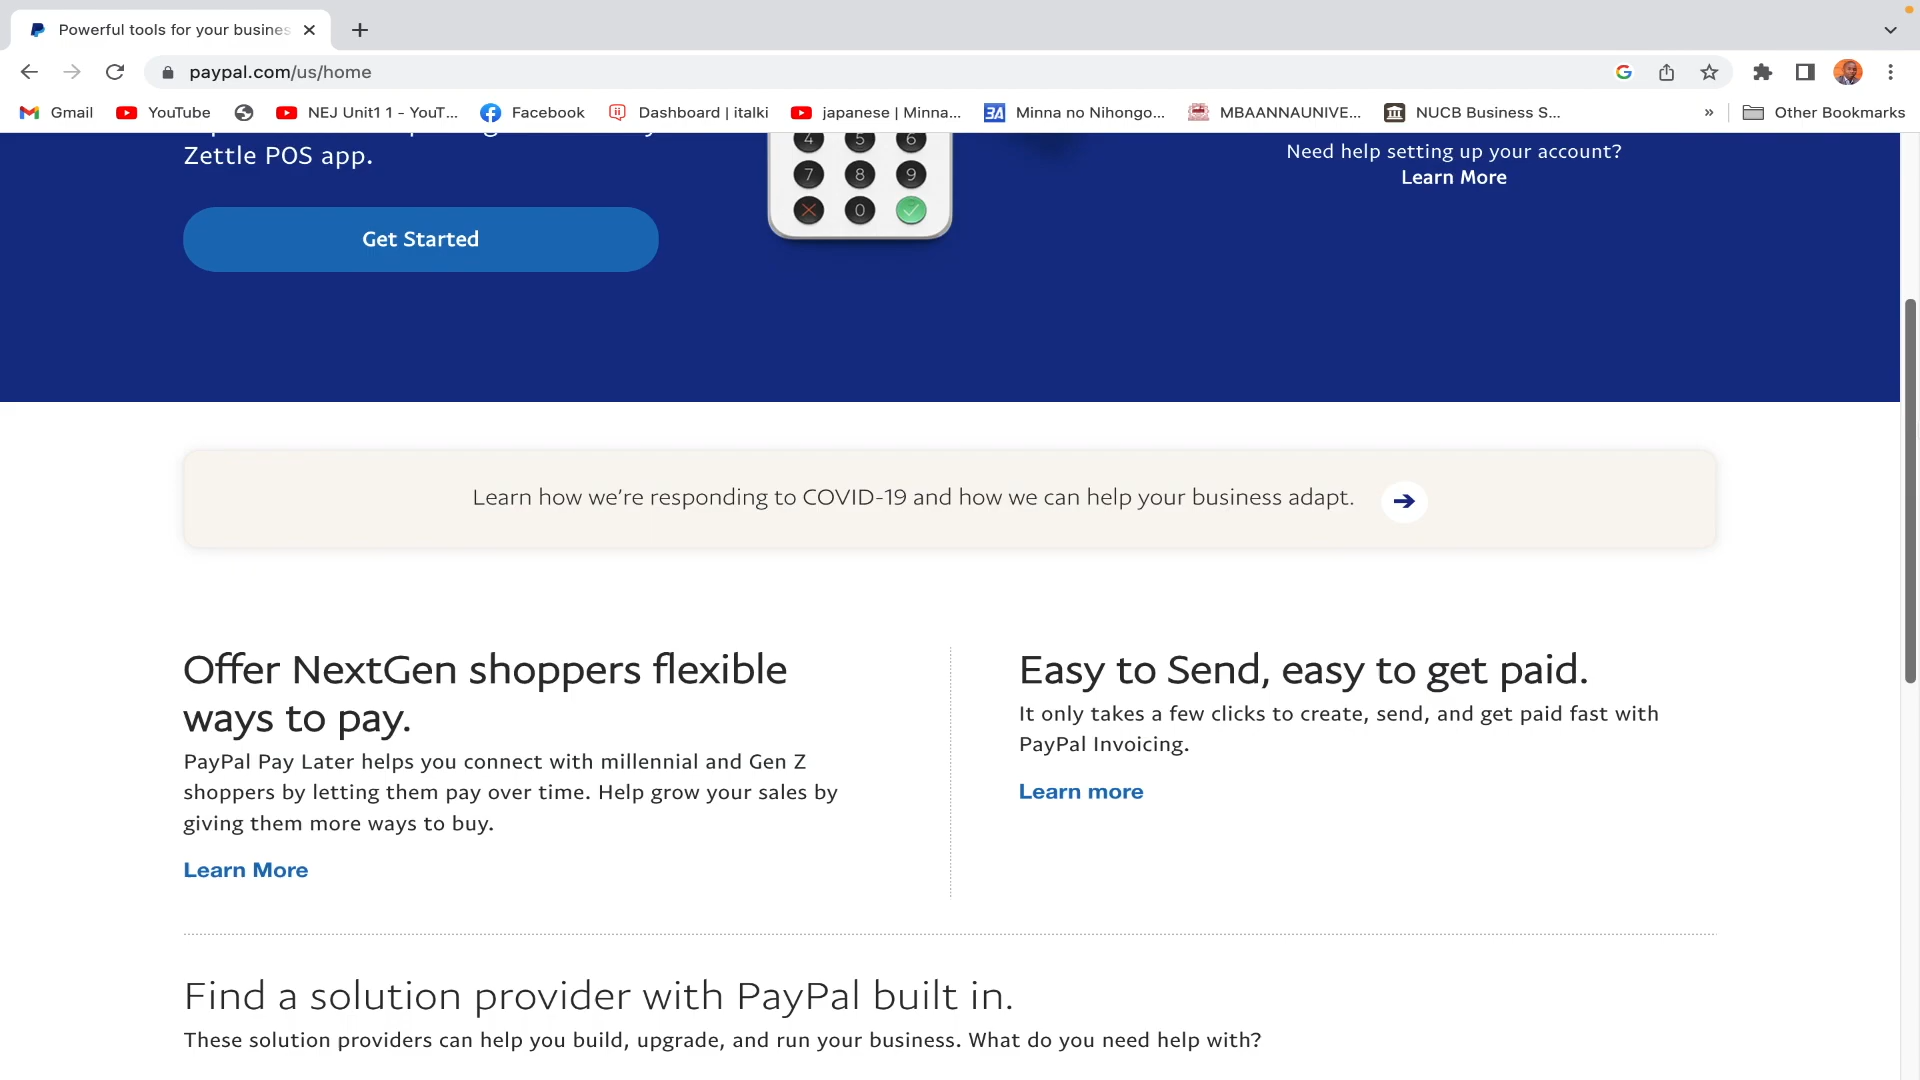 Powerful tools for your busines
paypal.com/us/home
Gmail YouTube NEJ Unit1 1 - YouT... Facebook Dashboard | italki japanese | Minna... Minna no Nihongo... MBAANNAUNIVE... NUCB Business S... » Other Bookmarks
Zettle POS app.
Get Started
4 5 6
7 8 9
0
Need help setting up your account?
Learn More
Learn how we're responding to COVID-19 and how we can help your business adapt.
Offer NextGen shoppers flexible
ways to pay.
PayPal Pay Later helps you connect with millennial and Gen Z
shoppers by letting them pay over time. Help grow your sales by
giving them more ways to buy.
Learn More
Easy to Send, easy to get paid.
It only takes a few clicks to create, send, and get paid fast with
PayPal Invoicing.
Learn more
Find a solution provider with PayPal built in.
These solution providers can help you build, upgrade, and run your business. What do you need help with?